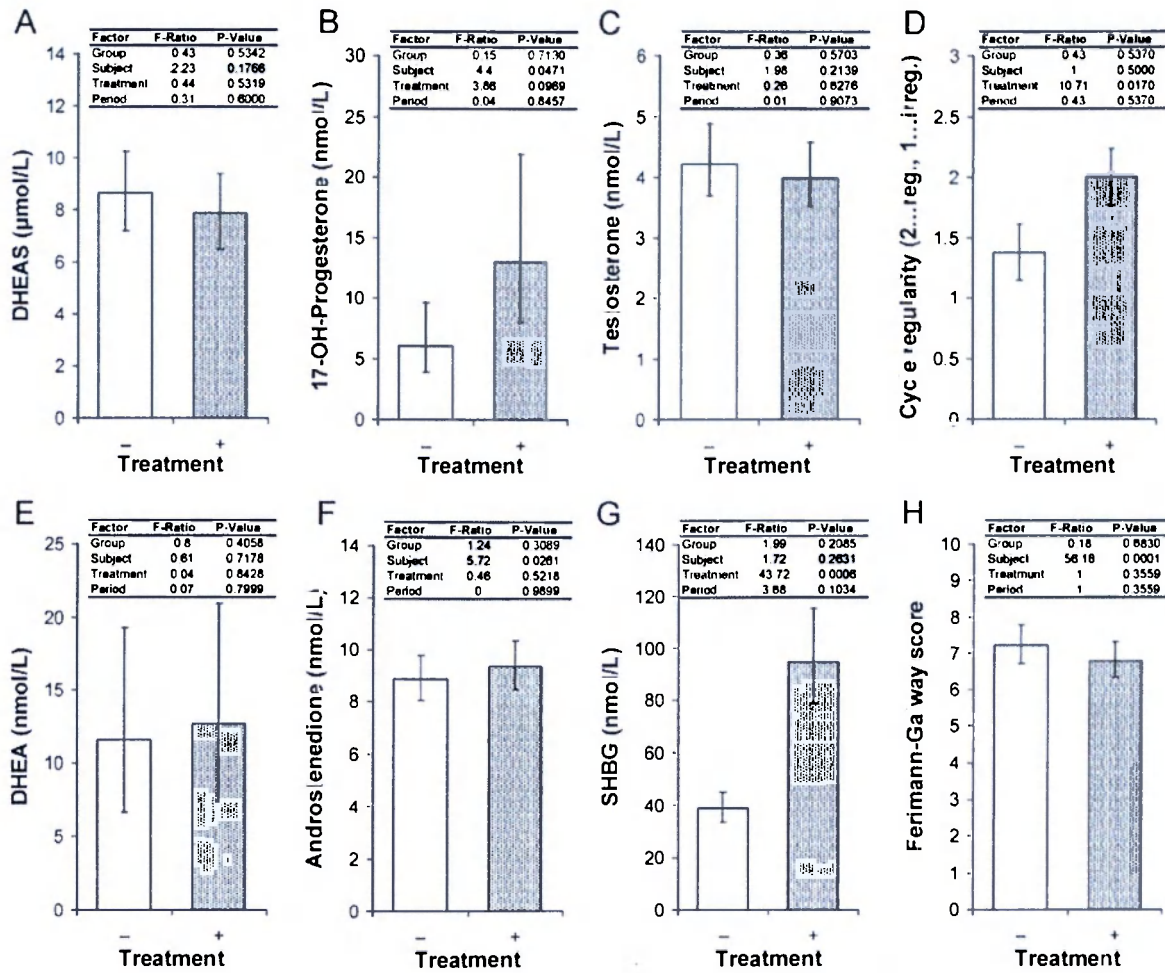 A
Factor F-Ratio P-Value
Group 0.43 0.5342
Subject 2.23 0.1766
Treatment 0.44 0.5319
Period 0.31 0.6000
DHEAS (µmol/L)
14
12
10
8
6
4
2
0
– +
Treatment
B
Factor F-Ratio P-Value
Group 0.15 0.7130
Subject 4.4 0.0471
Treatment 3.86 0.0969
Period 0.04 0.8457
17-OH-Progesterone (nmol/L)
30
25
20
15
10
5
0
– +
Treatment
C
Factor F-Ratio P-Value
Group 0.36 0.5703
Subject 1.98 0.2139
Treatment 0.26 0.6276
Period 0.01 0.9073
Testosterone (nmol/L)
7
6
5
4
3
2
1
0
– +
Treatment
D
Factor F-Ratio P-Value
Group 0.43 0.5370
Subject 1 0.5000
Treatment 10.71 0.0170
Period 0.43 0.5370
Cyc e regularity (2...reg., 1...irreg.)
3
2.5
2
1.5
1
0.5
0
– +
Treatment
E
Factor F-Ratio P-Value
Group 0.6 0.4058
Subject 0.61 0.7178
Treatment 0.04 0.8428
Period 0.07 0.7999
DHEA (nmol/L)
25
20
15
10
5
0
– +
Treatment
F
Factor F-Ratio P-Value
Group 1.24 0.3089
Subject 5.72 0.0261
Treatment 0.46 0.5218
Period 0 0.9899
Androstenedione (nmol/L)
14
12
10
8
6
4
2
0
– +
Treatment
G
Factor F-Ratio P-Value
Group 1.99 0.2085
Subject 1.72 0.2631
Treatment 43.72 0.0006
Period 3.68 0.1034
SHBG (nmol/L)
140
120
100
80
60
40
20
0
– +
Treatment
H
Factor F-Ratio P-Value
Group 0.18 0.6830
Subject 56.18 0.0001
Treatment 1 0.3559
Period 1 0.3559
Ferimann-Ga way score
10
9
8
7
6
5
4
3
2
1
0
– +
Treatment